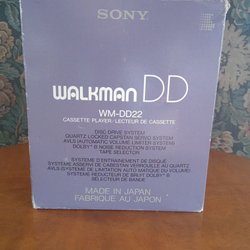 SONY
WALKMAN DD
WM-DD22
CASSETTE PLAYER/LECTEUR DE CASSETTE
DISC DRIVE SYSTEM
QUARTZ LOCKED CAPSTAN SERVO SYSTEM
AVLS (AUTOMATIC VOLUME LIMITER SYSTEM)
DOLBY* B NOISE REDUCTION SYSTEM
TAPE SELECTOR
SYSTEME D'ENTRAINEMENT DE DISQUE
SYSTEME ASSERVI DE CABESTAN VERROUILLE AU QUARTZ
AVLS (SYSTEME DE LIMITATION AUTOMATIQUE DU VOLUME)
SYSTEME REDUCTEUR DE BRUIT DOLBY* B
SELECTEUR DE BANDE
MADE IN JAPAN
FABRIQUE AU JAPON